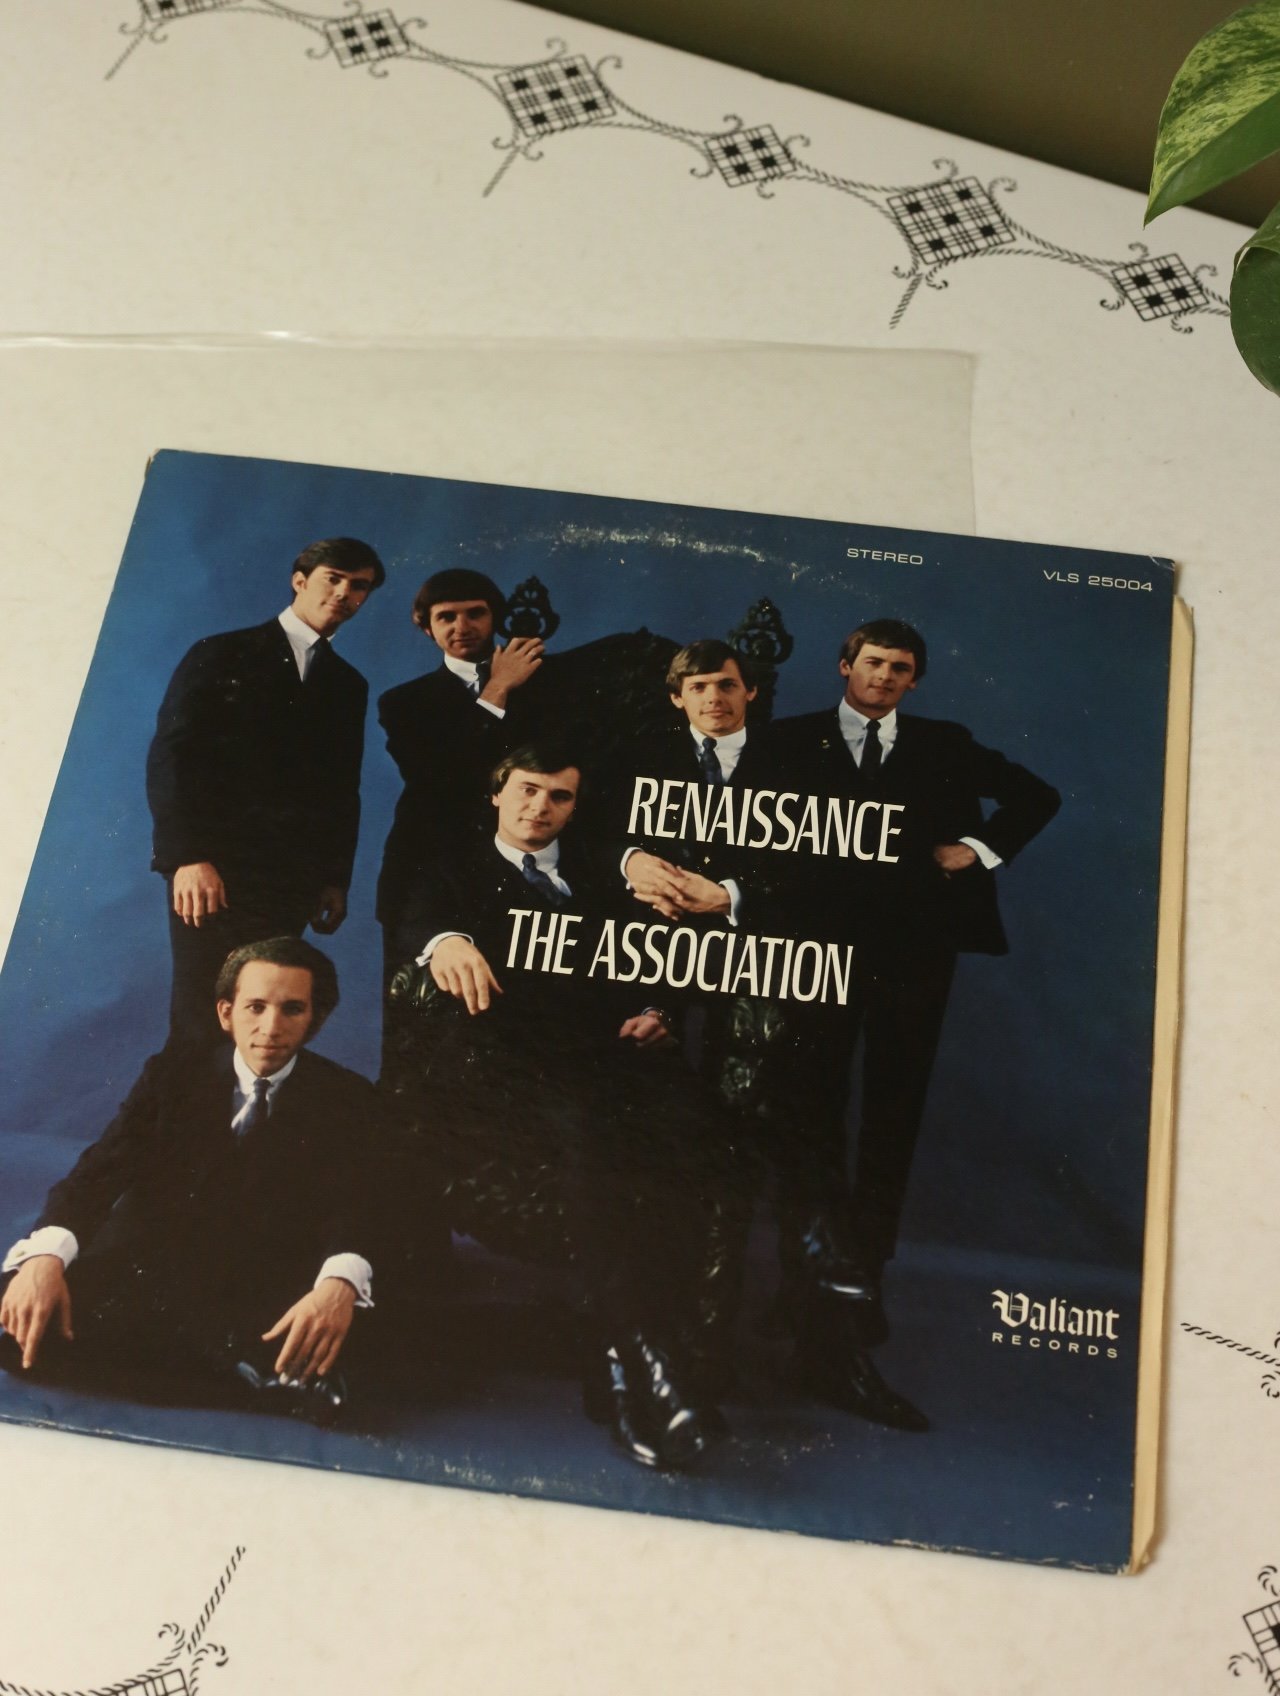 STEREO
VLS 25004
RENAISSANCE
THE ASSOCIATION
Valiant
RECORDS